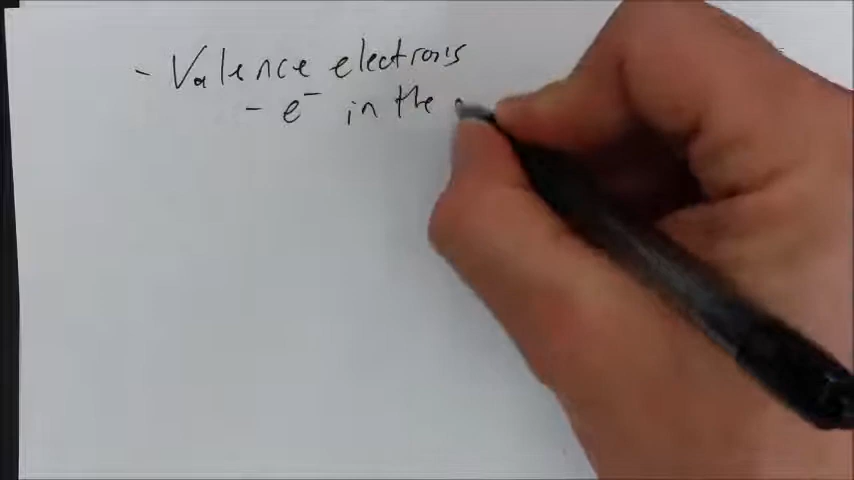 - Valence electrons
- e⁻ in the